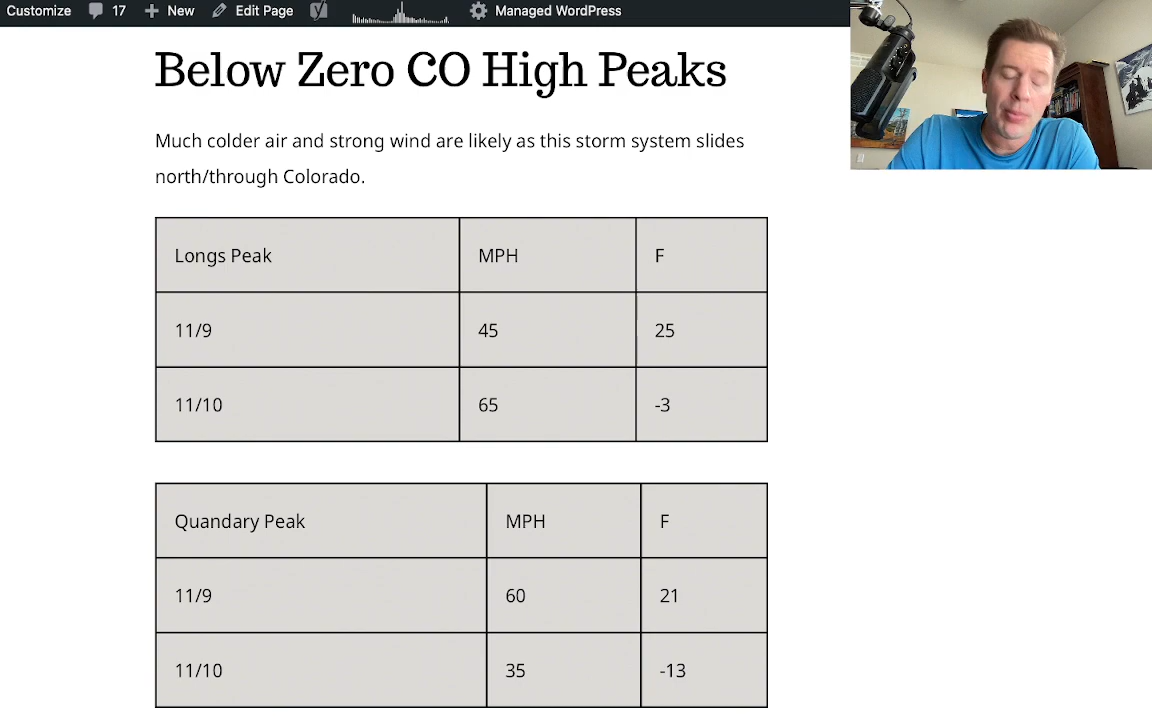 Customize 17 New Edit Page Managed WordPress
Below Zero CO High Peaks
Much colder air and strong wind are likely as this storm system slides
north/through Colorado.
Longs Peak MPH F
11/9 45 25
11/10 65 -3
Quandary Peak MPH F
11/9 60 21
11/10 35 -13